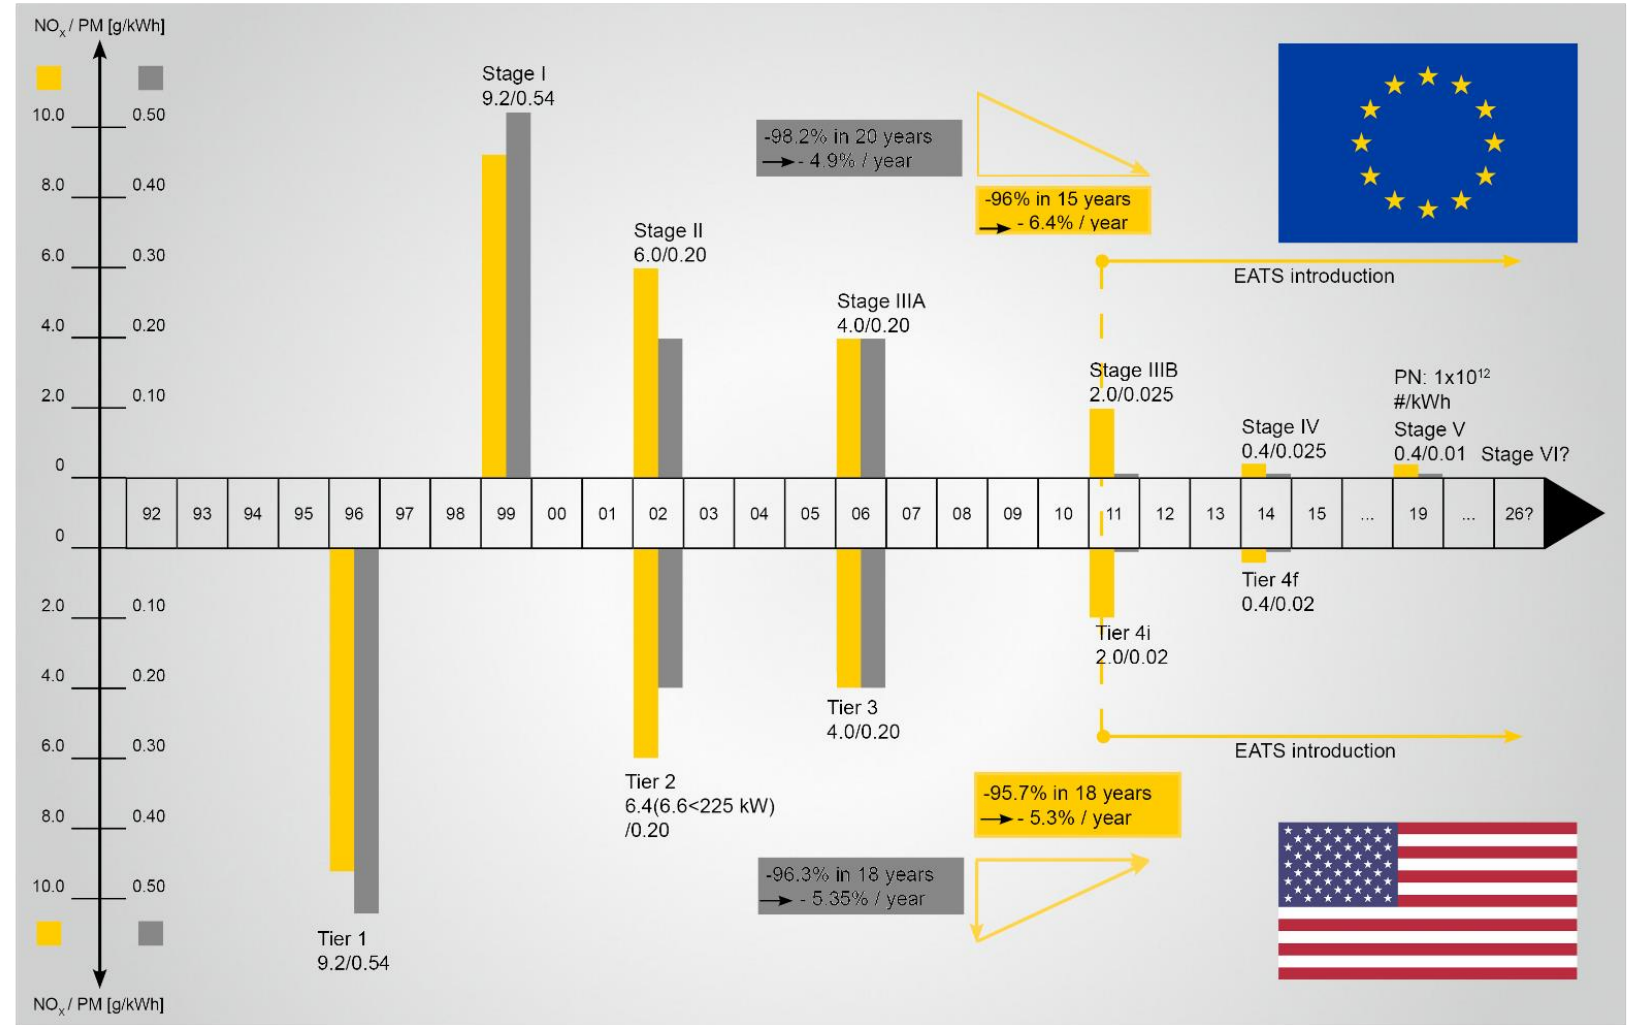 NOx / PM [g/kWh]
10.0 0.50
8.0 0.40
6.0 0.30
4.0 0.20
2.0 0.10
0
Stage I
9.2/0.54
Stage II
6.0/0.20
Stage IIIA
4.0/0.20
-98.2% in 20 years
- 4.9% / year
-96% in 15 years
- 6.4% / year
EATS introduction
Stage IIIB
2.0/0.025
Stage IV
0.4/0.025
PN: 1x10¹²
#/kWh
Stage V
0.4/0.01
Stage VI?
92 93 94 95 96 97 98 99 00 01 02 03 04 05 06 07 08 09 10 11 12 13 14 15 ... 19 ... 26?
0
2.0 0.10
4.0 0.20
6.0 0.30
8.0 0.40
10.0 0.50
NOx / PM [g/kWh]
Tier 1
9.2/0.54
Tier 2
6.4(6.6<225 kW)
/0.20
Tier 3
4.0/0.20
Tier 4i
2.0/0.02
Tier 4f
0.4/0.02
EATS introduction
-95.7% in 18 years
- 5.3% / year
-96.3% in 18 years
- 5.35% / year